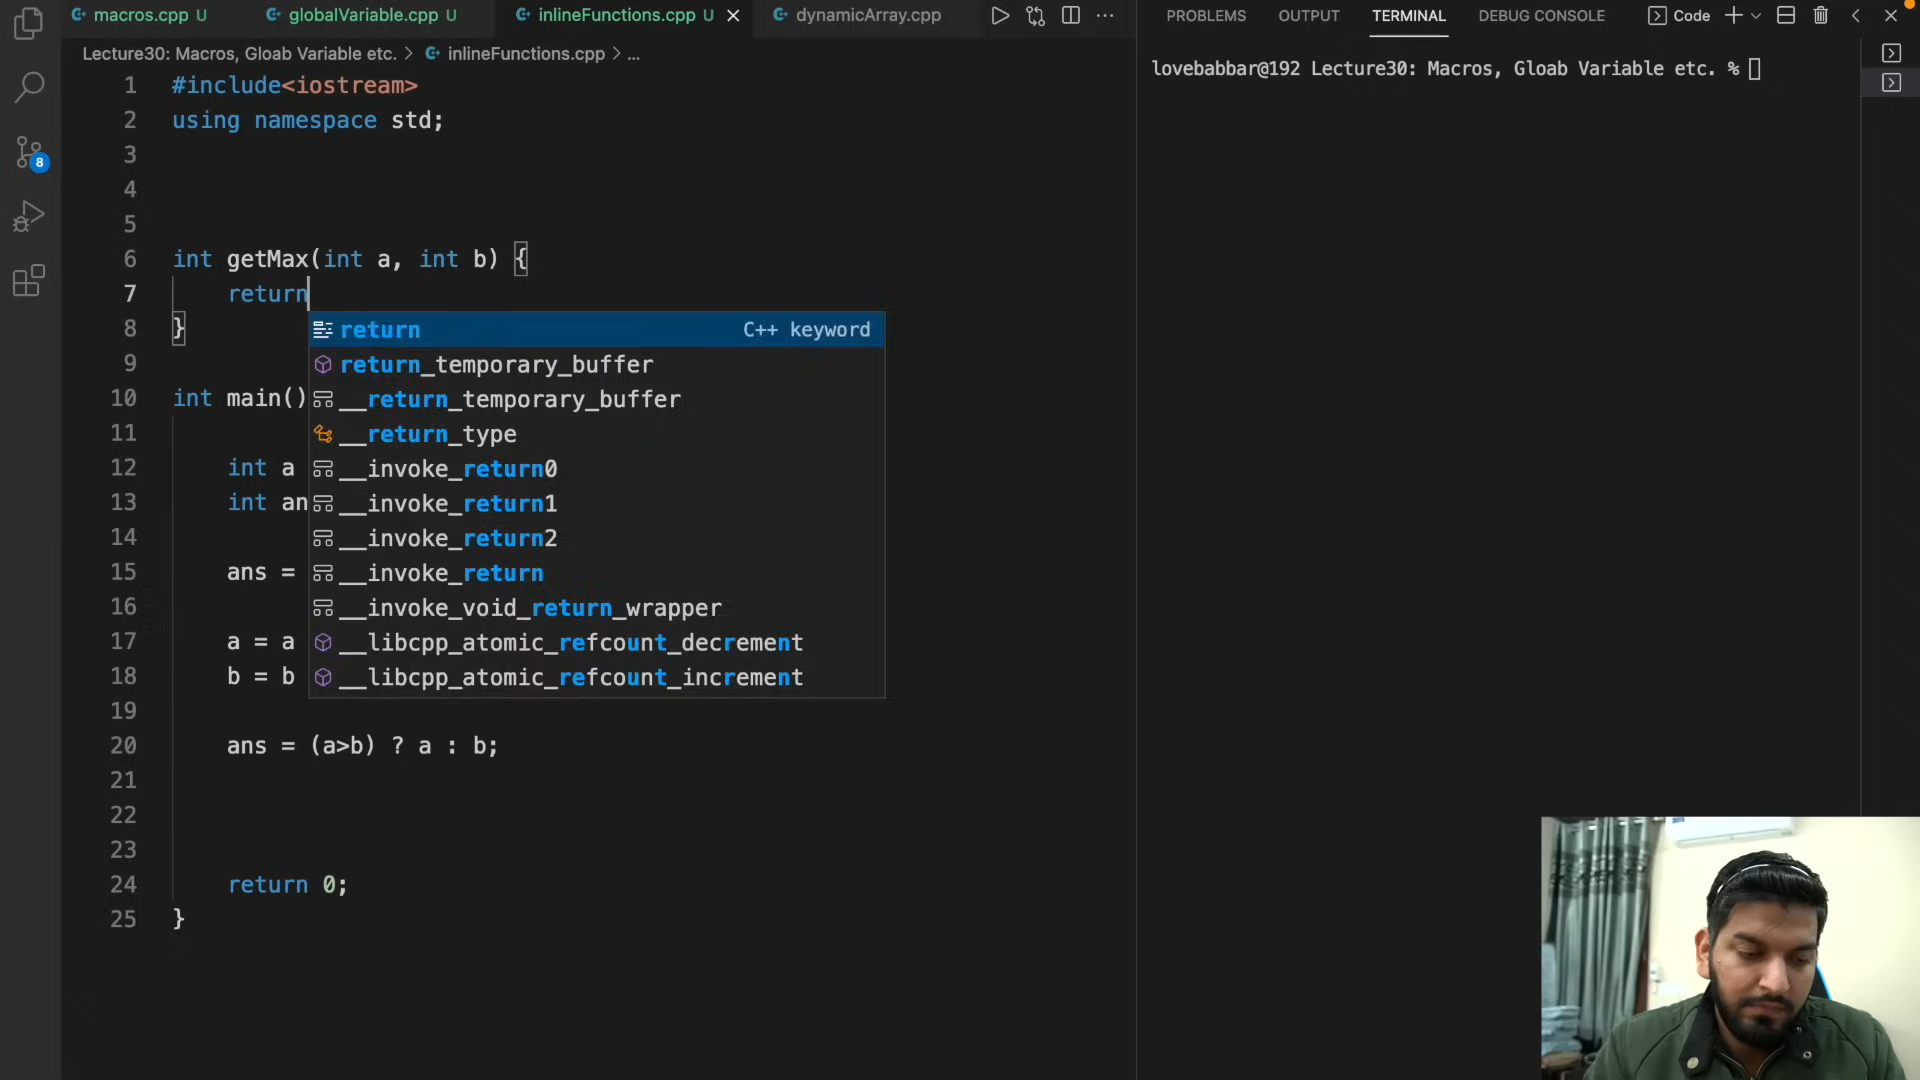 macros.cpp U globalVariable.cpp U inlineFunctions.cpp U dynamicArray.cpp
PROBLEMS OUTPUT TERMINAL DEBUG CONSOLE Code
Lecture30: Macros, Gloab Variable etc. > inlineFunctions.cpp > ...
lovebabbar@192 Lecture30: Macros, Gloab Variable etc. %
8
1 #include<iostream>
2 using namespace std;
3
4
5
6 int getMax(int a, int b) {
7 return
8 }
return C++ keyword
9
return_temporary_buffer
10 int main()
__return_temporary_buffer
11
__return_type
12 int a
__invoke_return0
13 int an
__invoke_return1
14
__invoke_return2
15 ans =
__invoke_return
16
__invoke_void_return_wrapper
17 a = a
__libcpp_atomic_refcount_decrement
18 b = b
__libcpp_atomic_refcount_increment
19
20 ans = (a>b) ? a : b;
21
22
23
24 return 0;
25 }